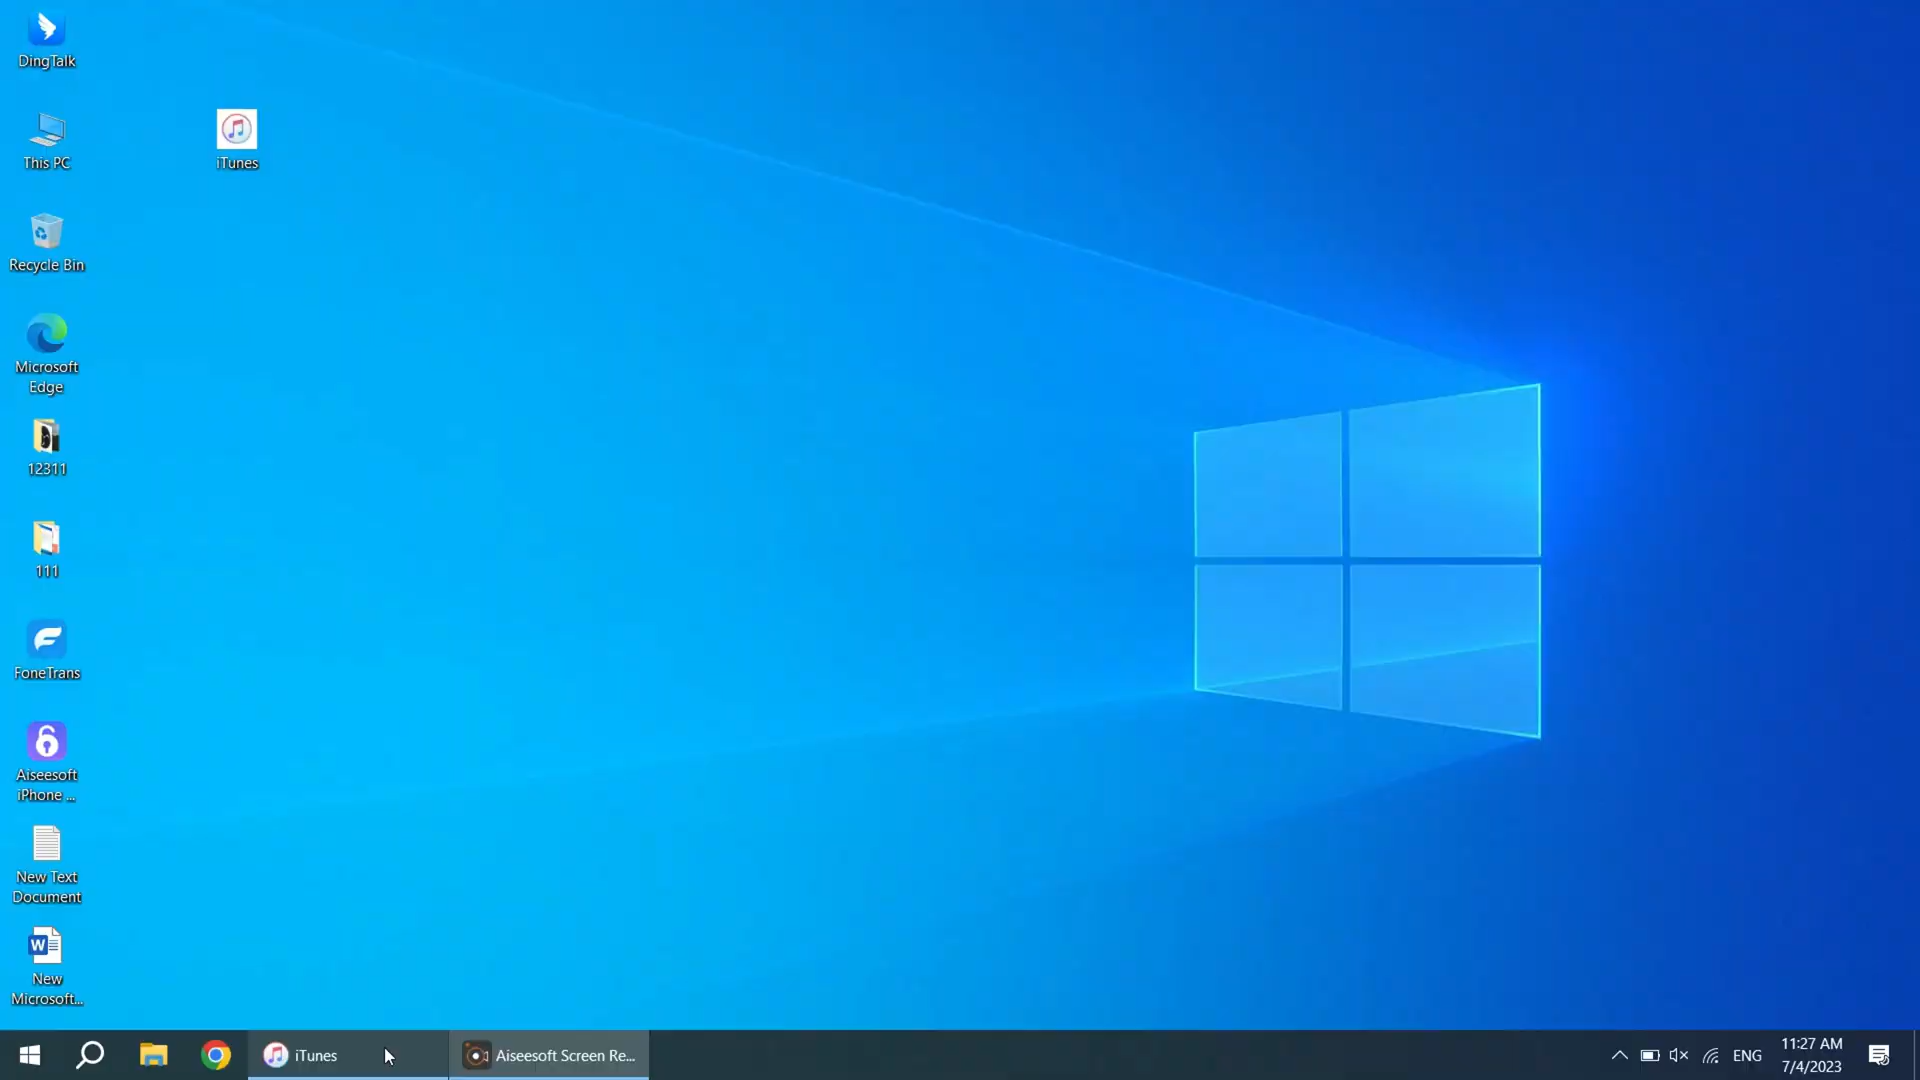 DingTalk
This PC
iTunes
Recycle Bin
Microsoft
Edge
12311
111
FoneTrans
Aiseesoft
iPhone ...
New Text
Document
New
Microsoft...
iTunes
Aiseesoft Screen Re...
ENG
11:27 AM
7/4/2023